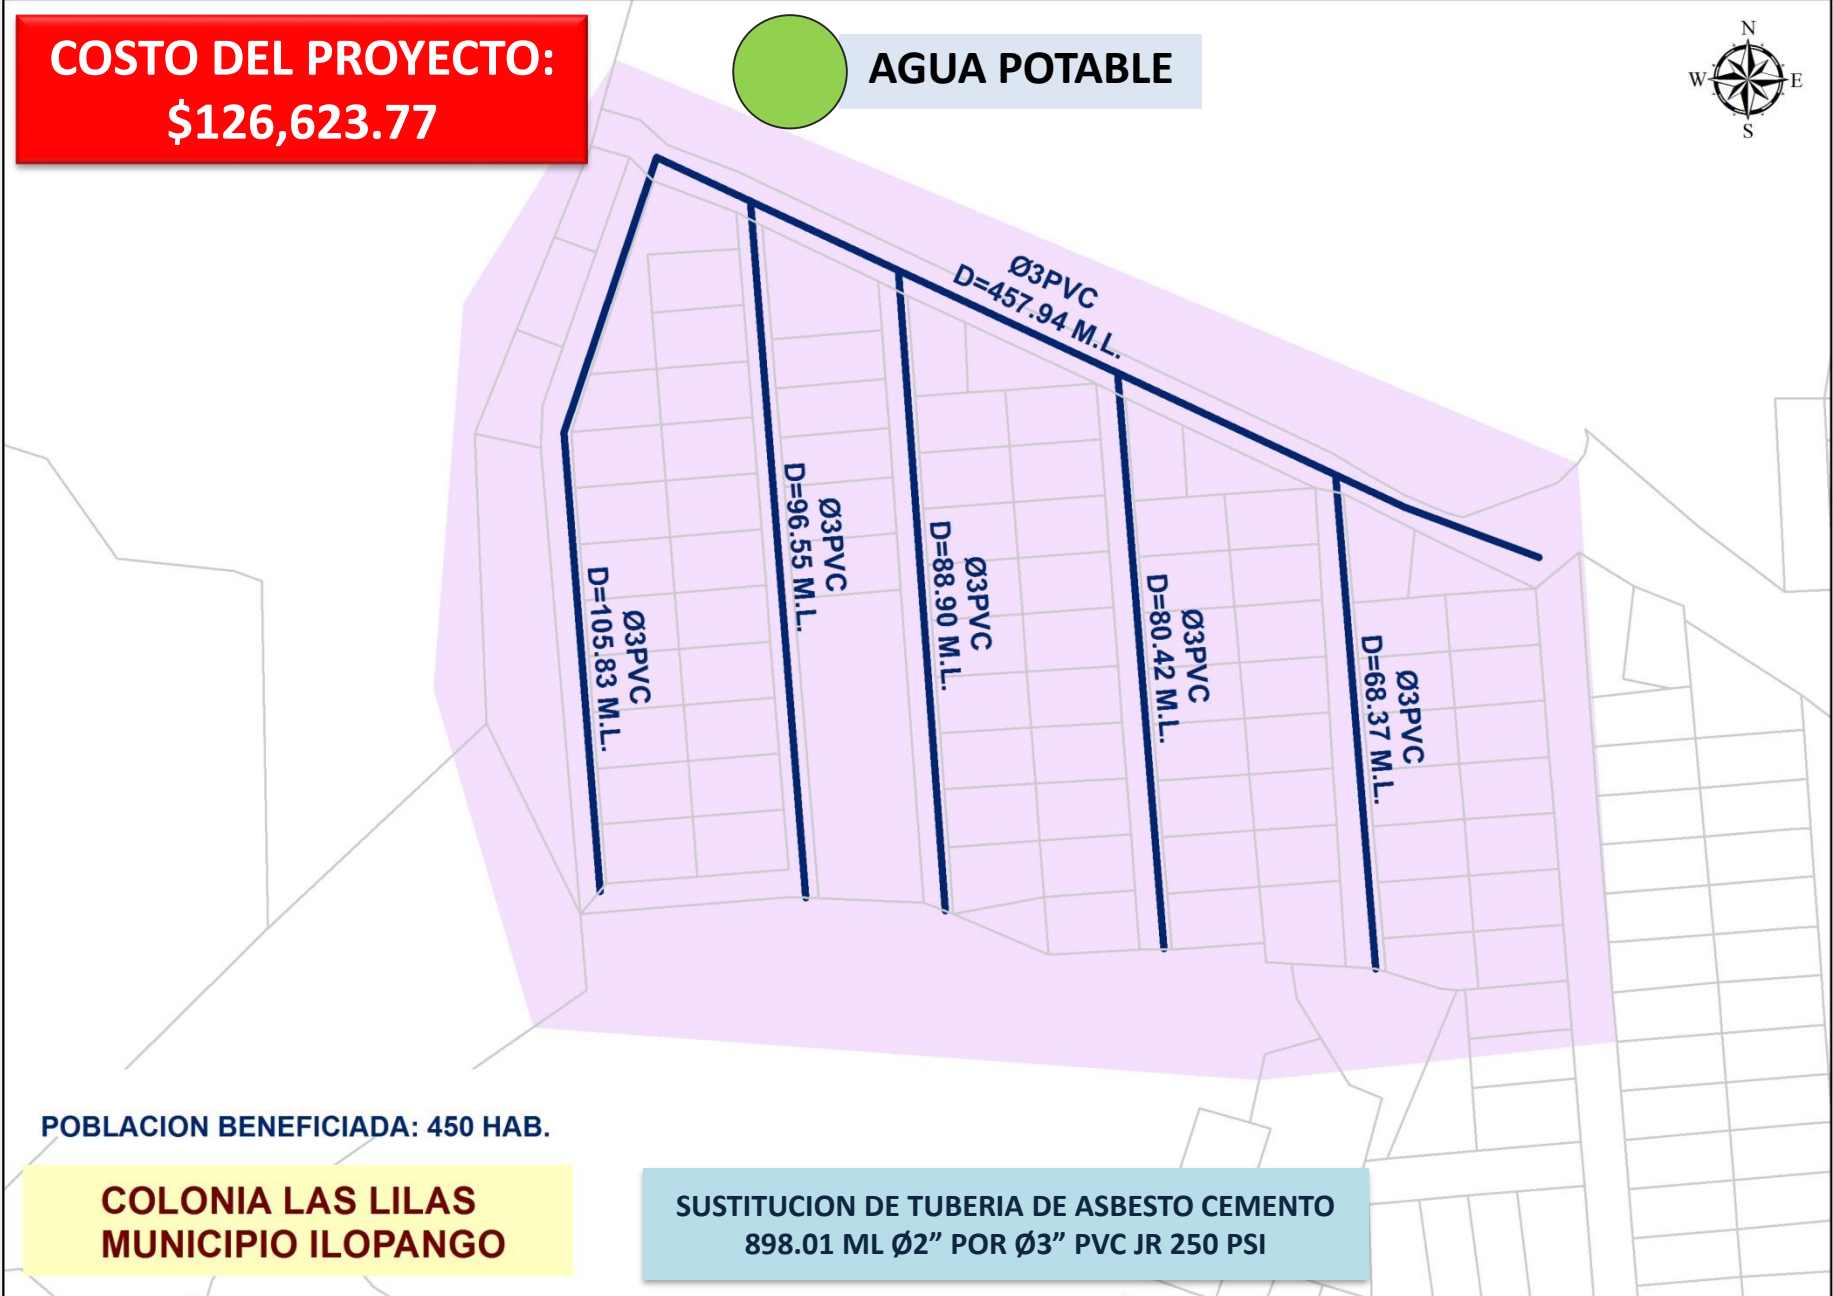 COSTO DEL PROYECTO:
$126,623.77
AGUA POTABLE
N
W E
S
Ø3PVC
D=457.94 M.L.
Ø3PVC
D=105.83 M.L.
Ø3PVC
D=96.55 M.L.
Ø3PVC
D=88.90 M.L.
Ø3PVC
D=80.42 M.L.
Ø3PVC
D=68.37 M.L.
POBLACION BENEFICIADA: 450 HAB.
COLONIA LAS LILAS
MUNICIPIO ILOPANGO
SUSTITUCION DE TUBERIA DE ASBESTO CEMENTO
898.01 ML Ø2” POR Ø3” PVC JR 250 PSI